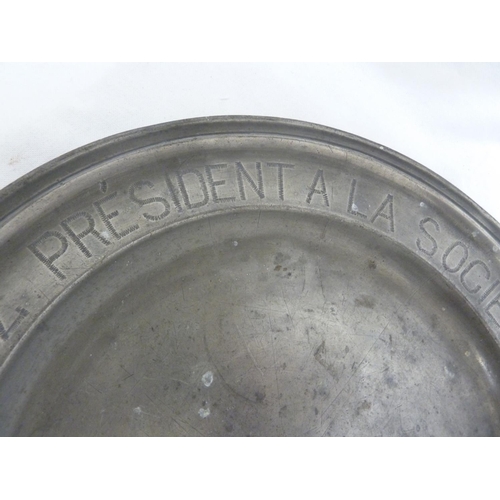 PRÉSIDENT A LA SOCIE